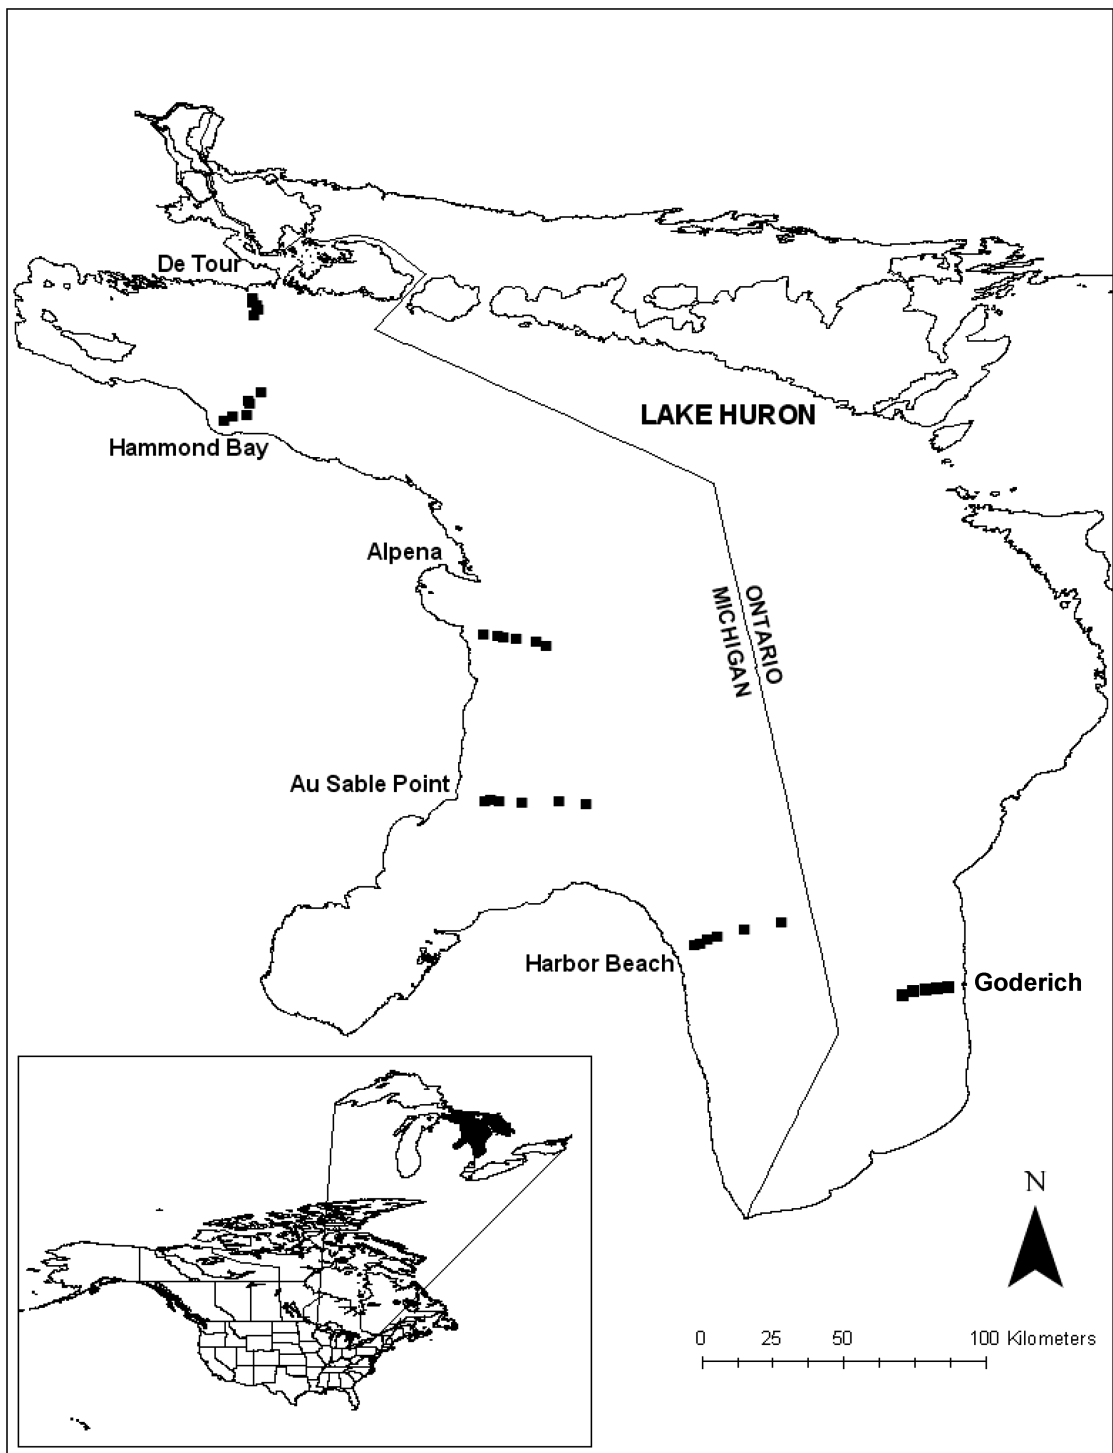 De Tour
LAKE HURON
Hammond Bay
Alpena
ONTARIO
MICHIGAN
Au Sable Point
Harbor Beach
Goderich
N
0 25 50 100 Kilometers